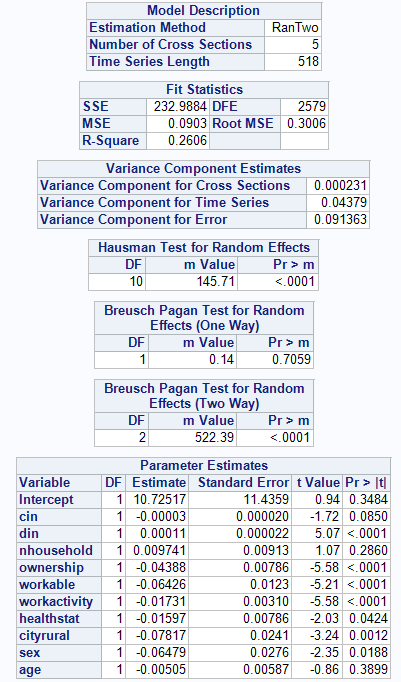 Model Description
Estimation Method RanTwo
Number of Cross Sections 5
Time Series Length 518
Fit Statistics
SSE 232.9884 DFE 2579
MSE 0.0903 Root MSE 0.3006
R-Square 0.2606
Variance Component Estimates
Variance Component for Cross Sections 0.000231
Variance Component for Time Series 0.04379
Variance Component for Error 0.091363
Hausman Test for Random Effects
DF m Value Pr > m
10 145.71 <.0001
Breusch Pagan Test for Random
Effects (One Way)
DF m Value Pr > m
1 0.14 0.7059
Breusch Pagan Test for Random
Effects (Two Way)
DF m Value Pr > m
2 522.39 <.0001
Parameter Estimates
Variable DF Estimate Standard Error t Value Pr > |t|
Intercept 1 10.72517 11.4359 0.94 0.3484
cin 1 -0.00003 0.000020 -1.72 0.0850
din 1 0.00011 0.000022 5.07 <.0001
nhousehold 1 0.009741 0.00913 1.07 0.2860
ownership 1 -0.04388 0.00786 -5.58 <.0001
workable 1 -0.06426 0.0123 -5.21 <.0001
workactivity 1 -0.01731 0.00310 -5.58 <.0001
healthstat 1 -0.01597 0.00786 -2.03 0.0424
cityrural 1 -0.07817 0.0241 -3.24 0.0012
sex 1 -0.06479 0.0276 -2.35 0.0188
age 1 -0.00505 0.00587 -0.86 0.3899